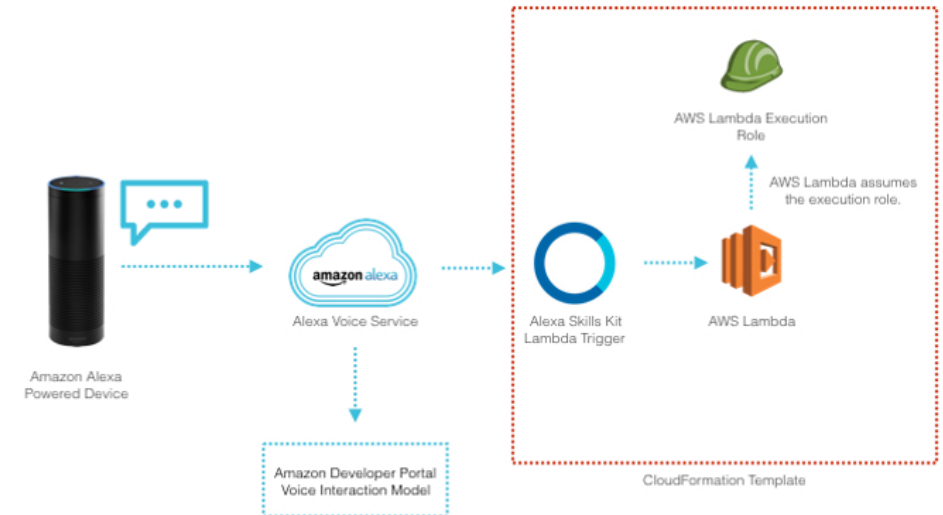 AWS Lambda Execution
Role
AWS Lambda assumes
the execution role.
amazon alexa
Alexa Voice Service
Alexa Skills Kit
Lambda Trigger
AWS Lambda
Amazon Alexa
Powered Device
Amazon Developer Portal
Voice Interaction Model
CloudFormation Template